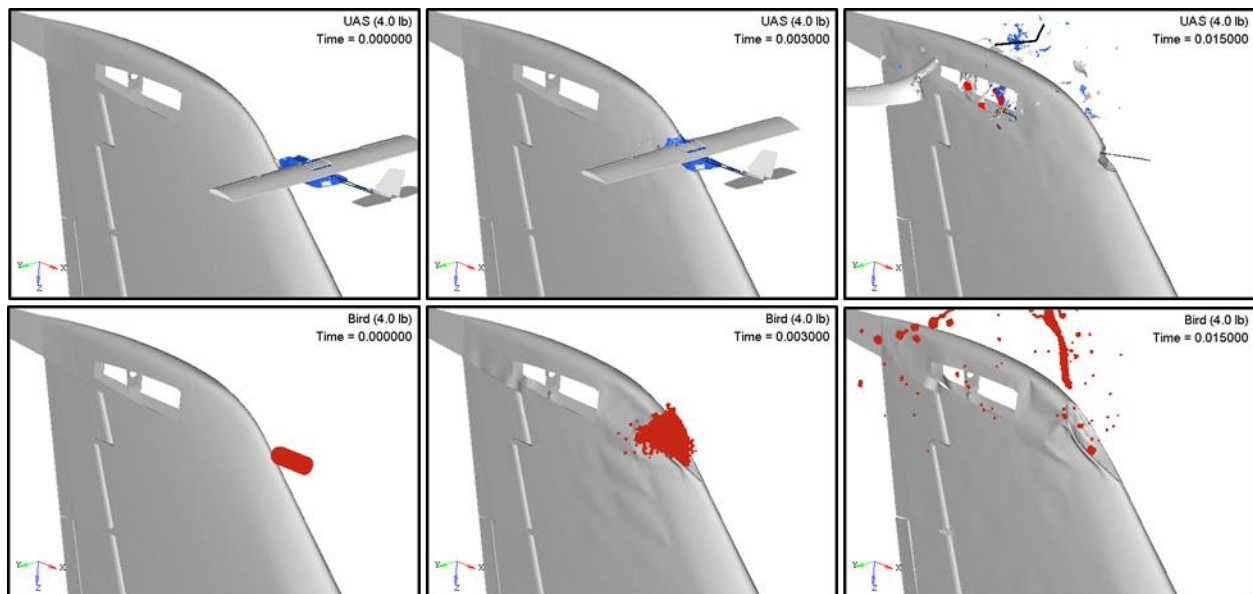 UAS (4.0 lb)
Time = 0.000000
Y
X
Z
UAS (4.0 lb)
Time = 0.003000
Y
X
Z
UAS (4.0 lb)
Time = 0.015000
Y
X
Z
Bird (4.0 lb)
Time = 0.000000
Y
X
Z
Bird (4.0 lb)
Time = 0.003000
Y
X
Z
Bird (4.0 lb)
Time = 0.015000
Y
X
Z